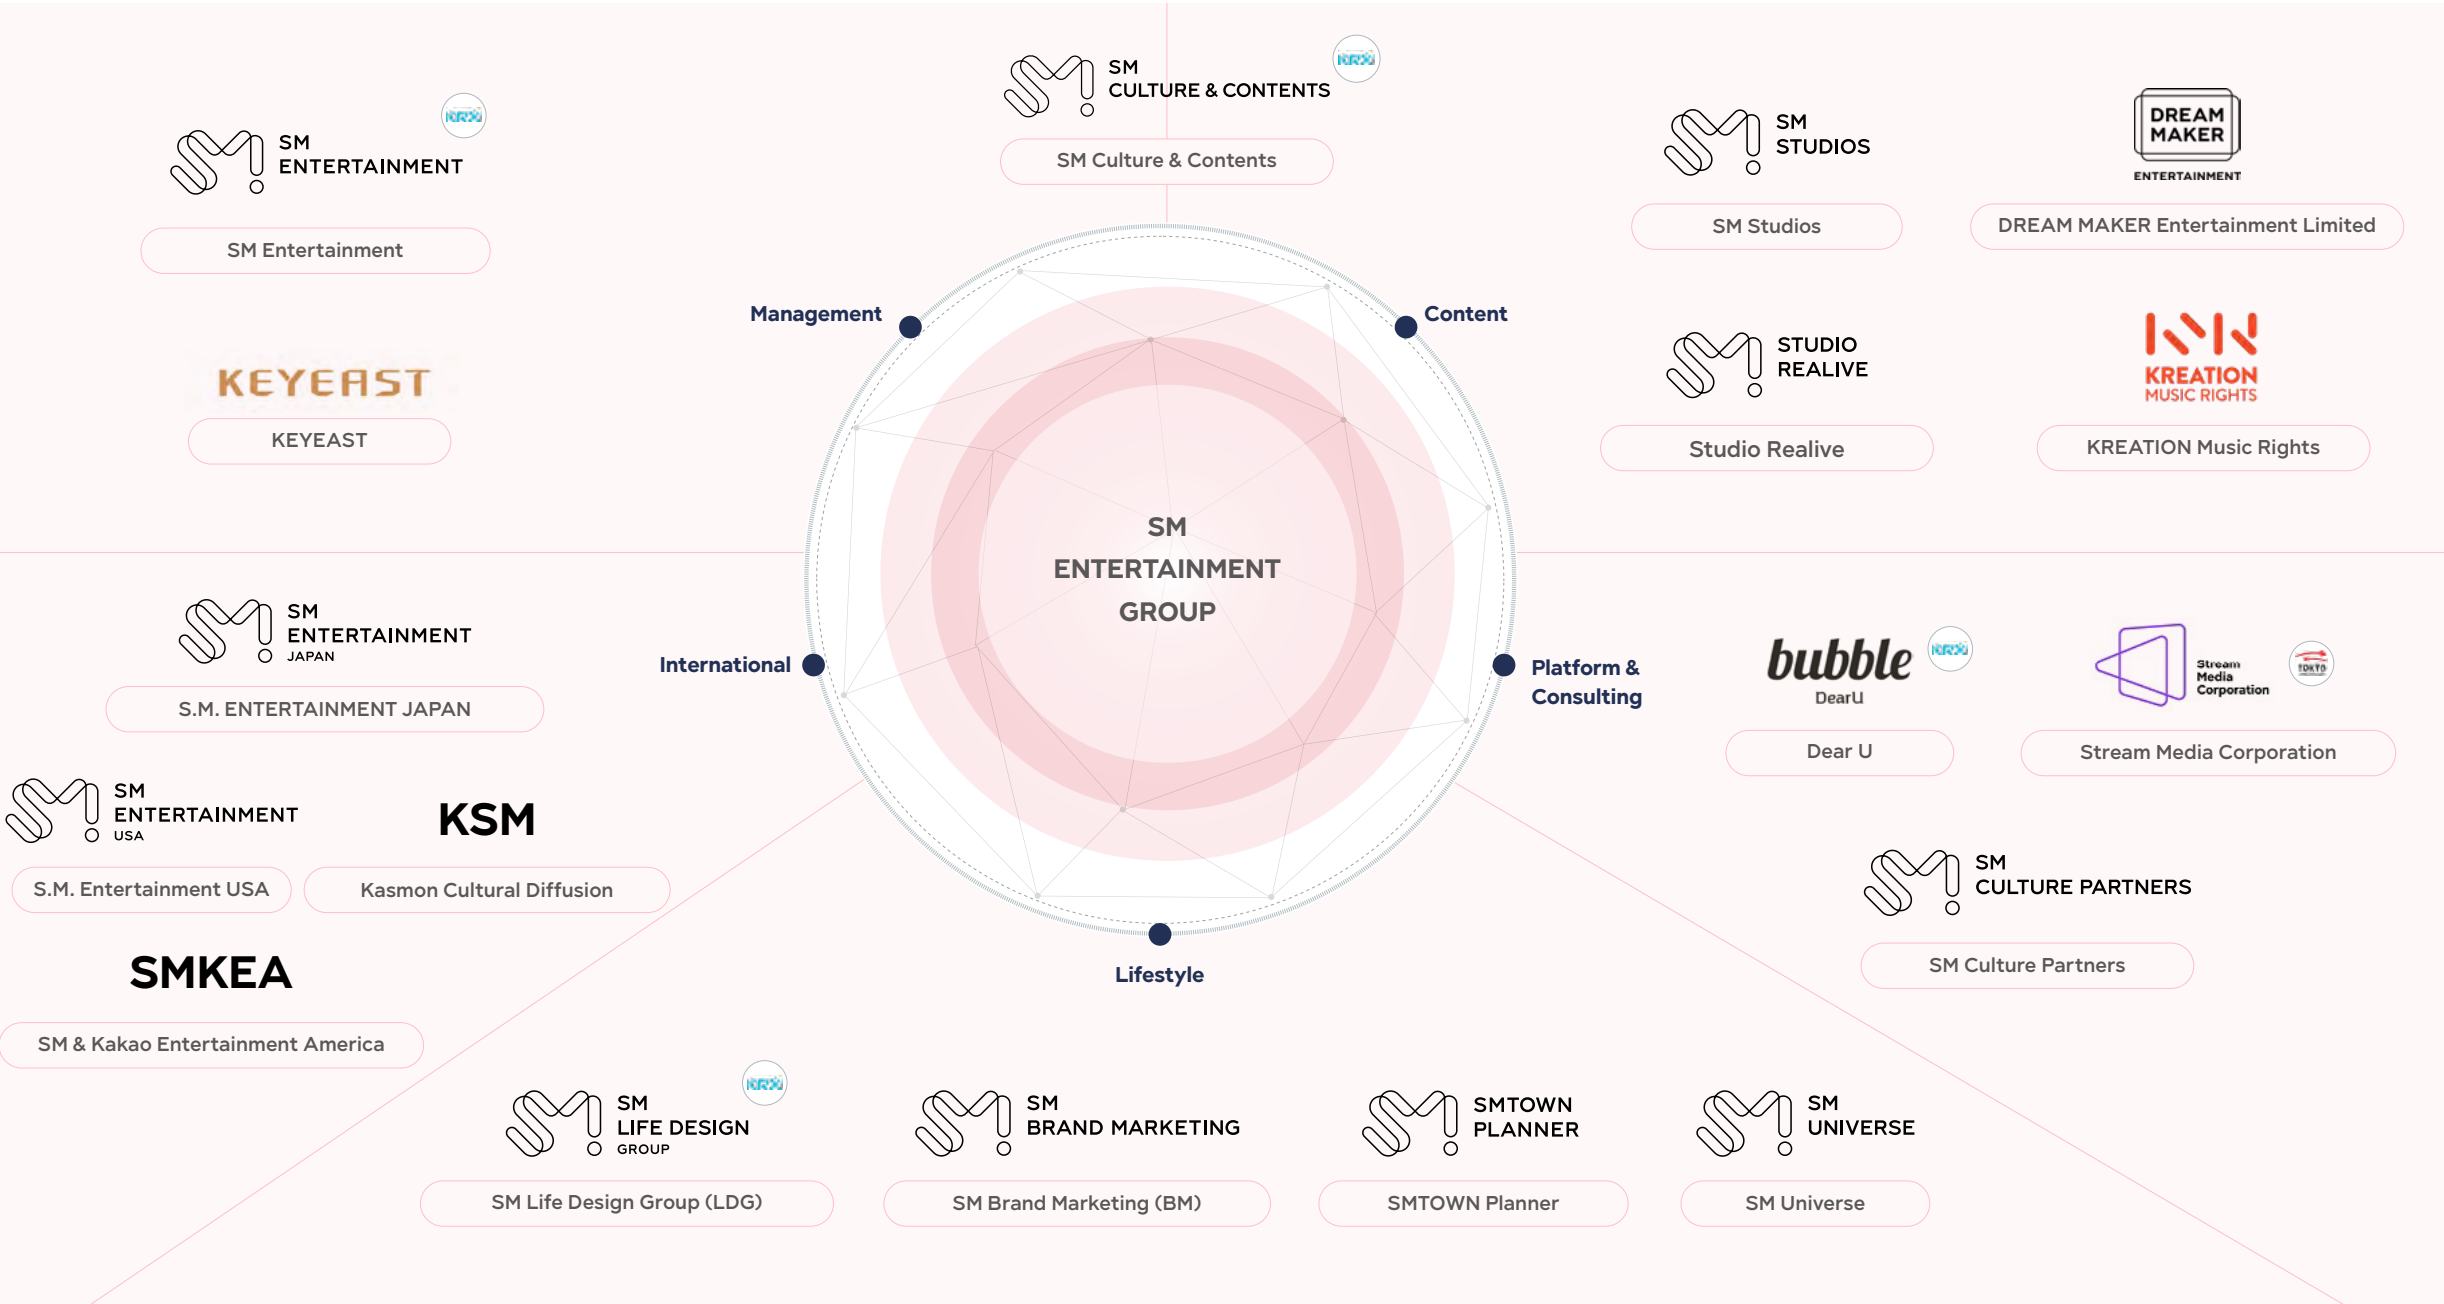 SM
CULTURE & CONTENTS
KRX
SM Culture & Contents
SM
ENTERTAINMENT
KRX
SM Entertainment
KEYEAST
KEYEAST
Management
SM
STUDIOS
SM Studios
DREAM
MAKER
ENTERTAINMENT
DREAM MAKER Entertainment Limited
STUDIO
REALIVE
Studio Realive
KREATION
MUSIC RIGHTS
KREATION Music Rights
Content
SM
ENTERTAINMENT
GROUP
International
SM
ENTERTAINMENT
JAPAN
S.M. ENTERTAINMENT JAPAN
SM
ENTERTAINMENT
USA
S.M. Entertainment USA
KSM
Kasmon Cultural Diffusion
SMKEA
SM & Kakao Entertainment America
Platform &
Consulting
bubble
DearU
KRX
Dear U
Stream
Media
Corporation
TOKYO
Stream Media Corporation
SM
CULTURE PARTNERS
SM Culture Partners
Lifestyle
SM
LIFE DESIGN
GROUP
KRX
SM Life Design Group (LDG)
SM
BRAND MARKETING
SM Brand Marketing (BM)
SMTOWN
PLANNER
SMTOWN Planner
SM
UNIVERSE
SM Universe